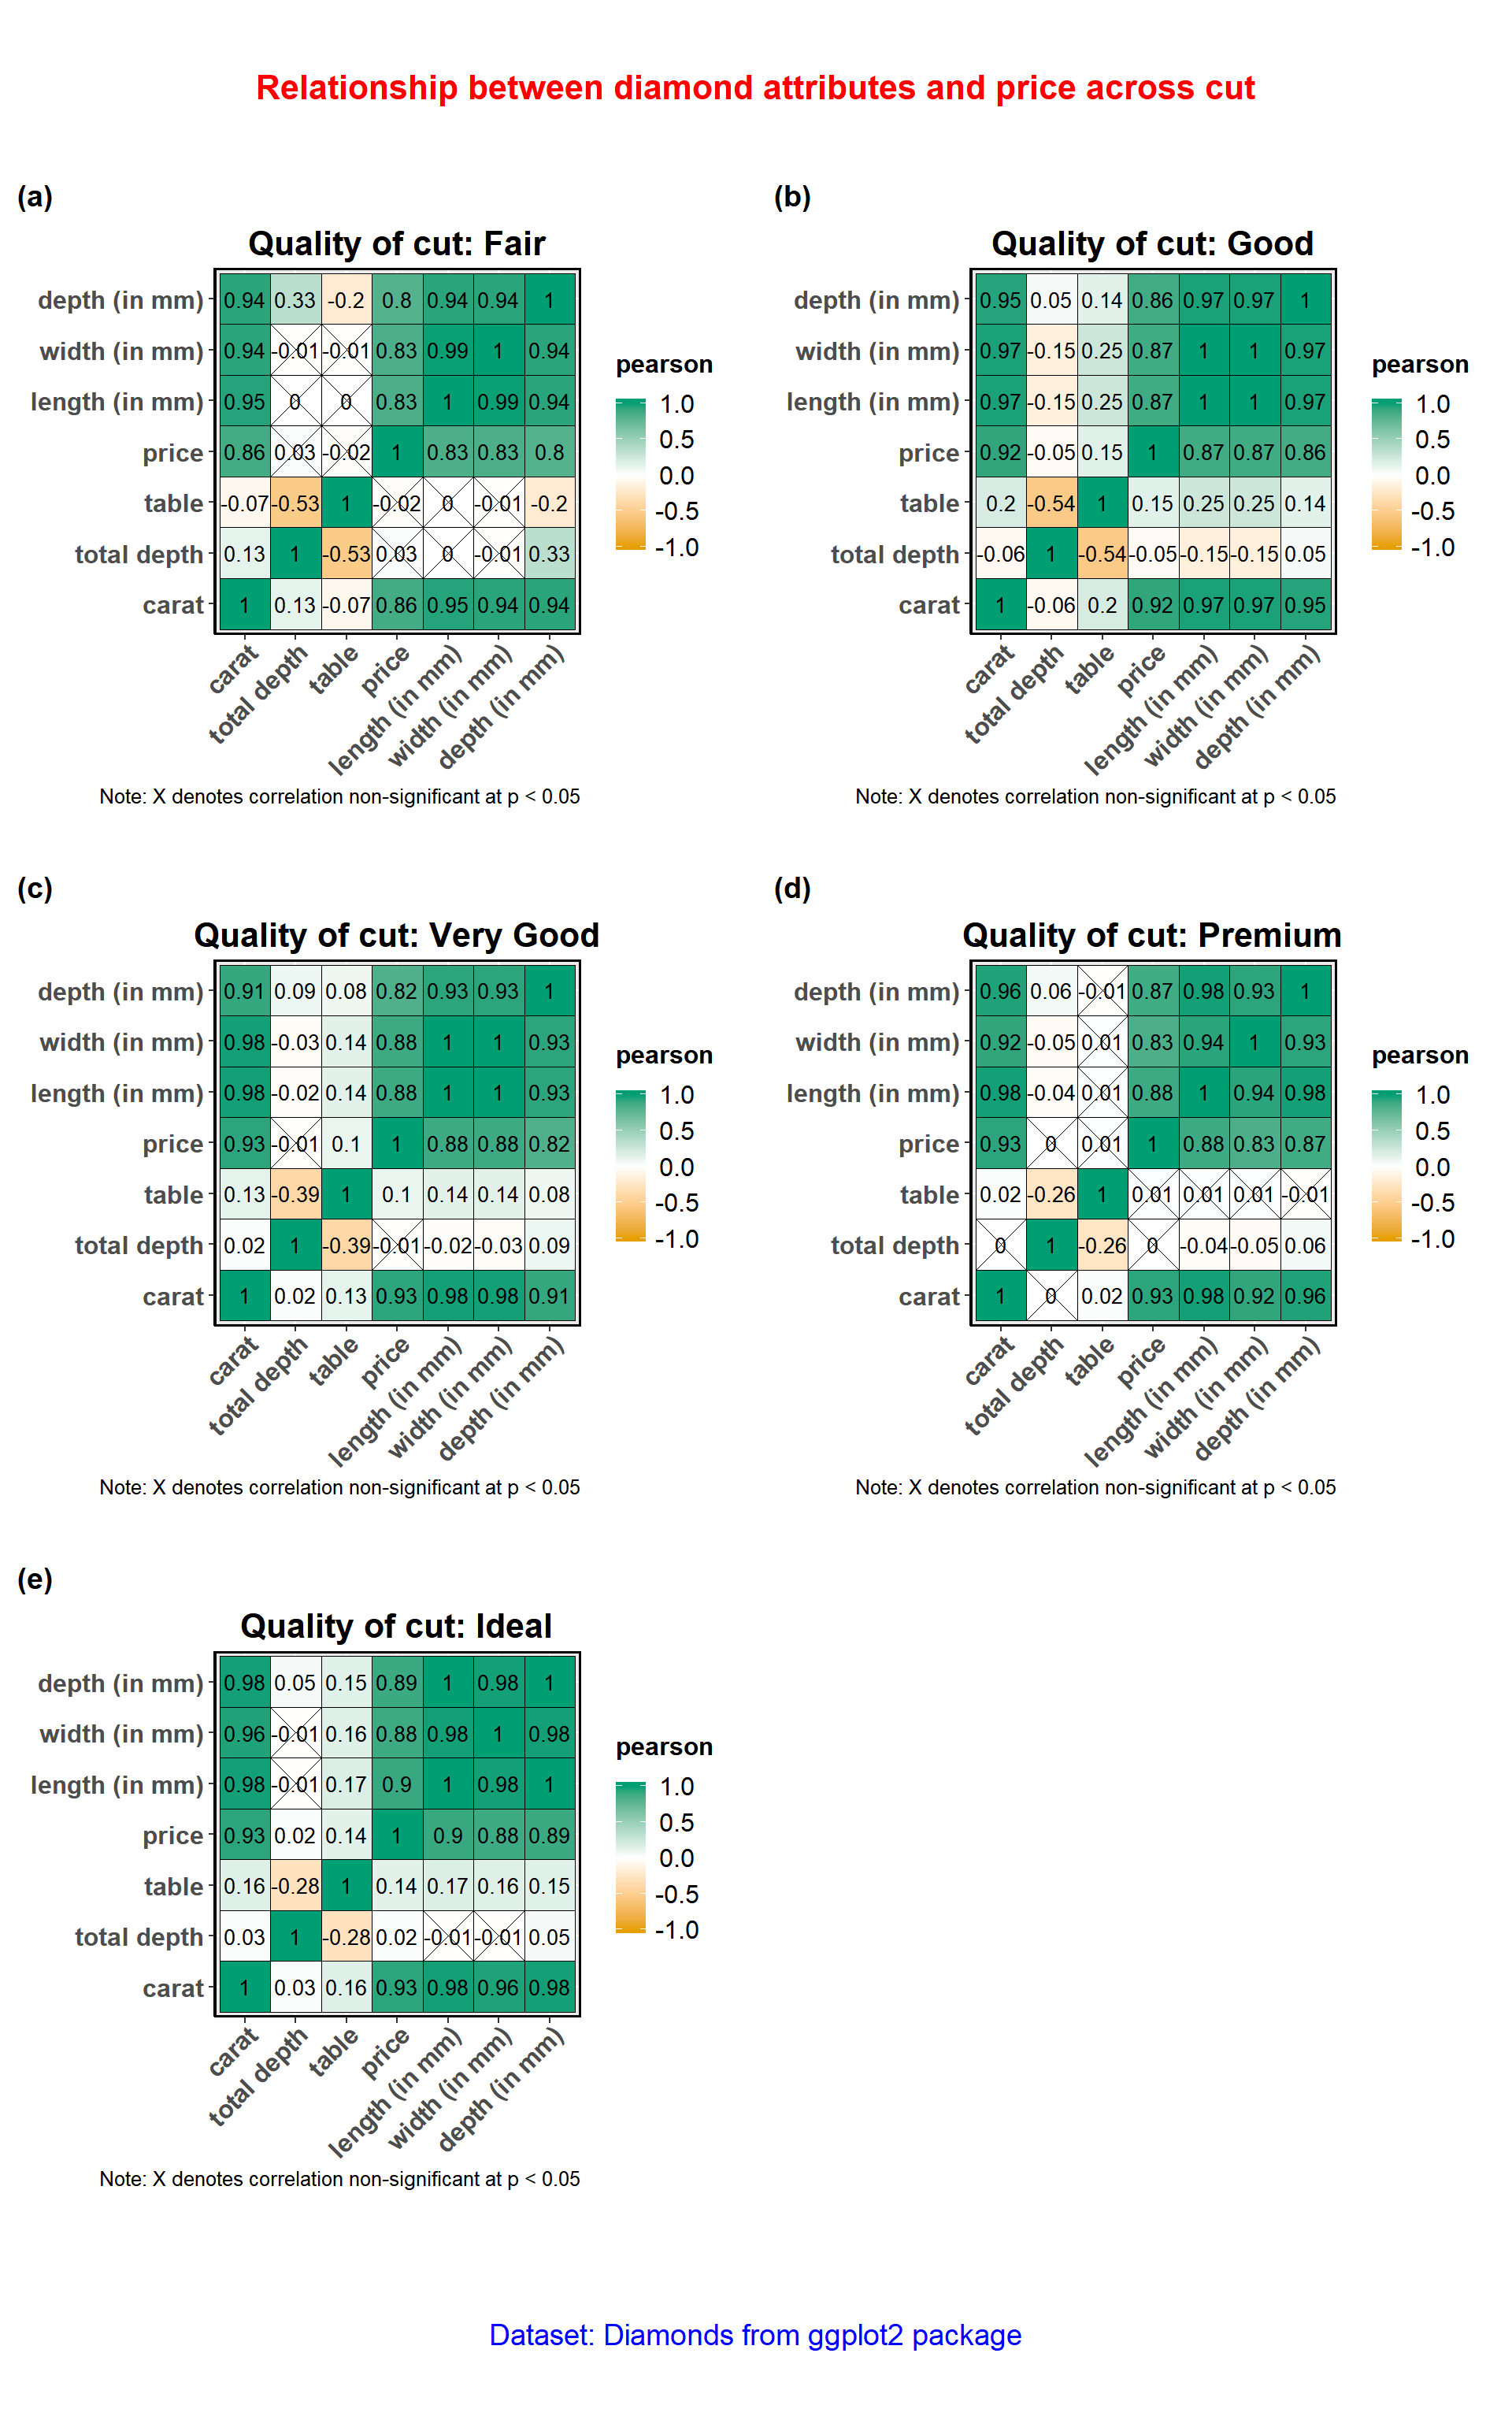 Relationship between diamond attributes and price across cut
(a)
Quality of cut: Fair
depth (in mm) 0.94 0.33 -0.2 0.8 0.94 0.94 1
width (in mm) 0.94 -0.01 -0.01 0.83 0.99 1 0.94
length (in mm) 0.95 0 0 0.83 1 0.99 0.94
price 0.86 0.03 -0.02 1 0.83 0.83 0.8
table -0.07 -0.53 1 -0.02 0 -0.01 -0.2
total depth 0.13 1 -0.53 0.03 0 -0.01 0.33
carat 1 0.13 -0.07 0.86 0.95 0.94 0.94
carat total depth table price length (in mm) width (in mm) depth (in mm)
pearson
1.0
0.5
0.0
-0.5
-1.0
Note: X denotes correlation non-significant at p < 0.05
(b)
Quality of cut: Good
depth (in mm) 0.95 0.05 0.14 0.86 0.97 0.97 1
width (in mm) 0.97 -0.15 0.25 0.87 1 1 0.97
length (in mm) 0.97 -0.15 0.25 0.87 1 1 0.97
price 0.92 -0.05 0.15 1 0.87 0.87 0.86
table 0.2 -0.54 1 0.15 0.25 0.25 0.14
total depth -0.06 1 -0.54 -0.05 -0.15 -0.15 0.05
carat 1 -0.06 0.2 0.92 0.97 0.97 0.95
carat total depth table price length (in mm) width (in mm) depth (in mm)
pearson
1.0
0.5
0.0
-0.5
-1.0
Note: X denotes correlation non-significant at p < 0.05
(c)
Quality of cut: Very Good
depth (in mm) 0.91 0.09 0.08 0.82 0.93 0.93 1
width (in mm) 0.98 -0.03 0.14 0.88 1 1 0.93
length (in mm) 0.98 -0.02 0.14 0.88 1 1 0.93
price 0.93 -0.01 0.1 1 0.88 0.88 0.82
table 0.13 -0.39 1 0.1 0.14 0.14 0.08
total depth 0.02 1 -0.39 -0.01 -0.02 -0.03 0.09
carat 1 0.02 0.13 0.93 0.98 0.98 0.91
carat total depth table price length (in mm) width (in mm) depth (in mm)
pearson
1.0
0.5
0.0
-0.5
-1.0
Note: X denotes correlation non-significant at p < 0.05
(d)
Quality of cut: Premium
depth (in mm) 0.96 0.06 -0.01 0.87 0.98 0.93 1
width (in mm) 0.92 -0.05 0.01 0.83 0.94 1 0.93
length (in mm) 0.98 -0.04 0.01 0.88 1 0.94 0.98
price 0.93 0 0.01 1 0.88 0.83 0.87
table 0.02 -0.26 1 0.01 0.01 0.01 -0.01
total depth 0 1 -0.26 0 -0.04 -0.05 0.06
carat 1 0 0.02 0.93 0.98 0.92 0.96
carat total depth table price length (in mm) width (in mm) depth (in mm)
pearson
1.0
0.5
0.0
-0.5
-1.0
Note: X denotes correlation non-significant at p < 0.05
(e)
Quality of cut: Ideal
depth (in mm) 0.98 0.05 0.15 0.89 1 0.98 1
width (in mm) 0.96 -0.01 0.16 0.88 0.98 1 0.98
length (in mm) 0.98 -0.01 0.17 0.9 1 0.98 1
price 0.93 0.02 0.14 1 0.9 0.88 0.89
table 0.16 -0.28 1 0.14 0.17 0.16 0.15
total depth 0.03 1 -0.28 0.02 -0.01 -0.01 0.05
carat 1 0.03 0.16 0.93 0.98 0.96 0.98
carat total depth table price length (in mm) width (in mm) depth (in mm)
pearson
1.0
0.5
0.0
-0.5
-1.0
Note: X denotes correlation non-significant at p < 0.05
Dataset: Diamonds from ggplot2 package